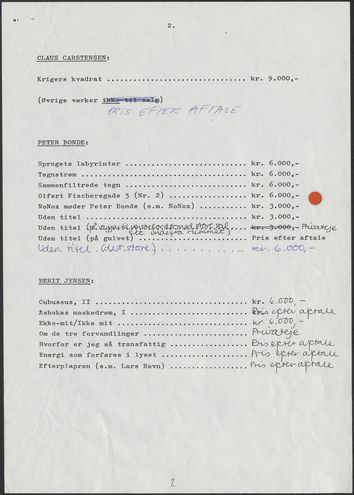 2.
CLAUS CARSTENSEN:
Krigers kvadrat .................................. kr. 9.000,-
(Øvrige værker ikke til salg)
PRIS EFTER AFTALE
PETER BONDE:
Sprogets labyrinter ............................. kr. 6.000,-
Tegnstrøm ....................................... kr. 6.000,-
Sammenfiltrede tegn ............................. kr. 6.000,-
Olfert Fischersgade 5 (Nr. 2) ................... kr. 6.000,-
NoNox møder Peter Bonde (s.m. NoNox) ............ kr. 3.000,-
Uden titel ...................................... kr. 3.000,-
Uden titel (på væggen kr. 3.000,- Privateje
Uden titel (på gulvet) .......................... Pris efter aftale
Uden titel (det store) .......................... kr. 6.000,-
BERIT JENSEN:
Cubussus, II .................................... kr. 6.000,-
Æshokas maskedrøm, I ............................ Pris efter aftale
Ekko-mit/Ikke mit ............................... kr. 6.000,-
Om de tre forvandlinger ......................... Privateje
Hvorfor er jeg så transfattig ................... Pris efter aftale
Energi som forføres i lyset ..................... Pris efter aftale
Efterplapren (s.m. Lars Ravn) ................... Pris efter aftale
2